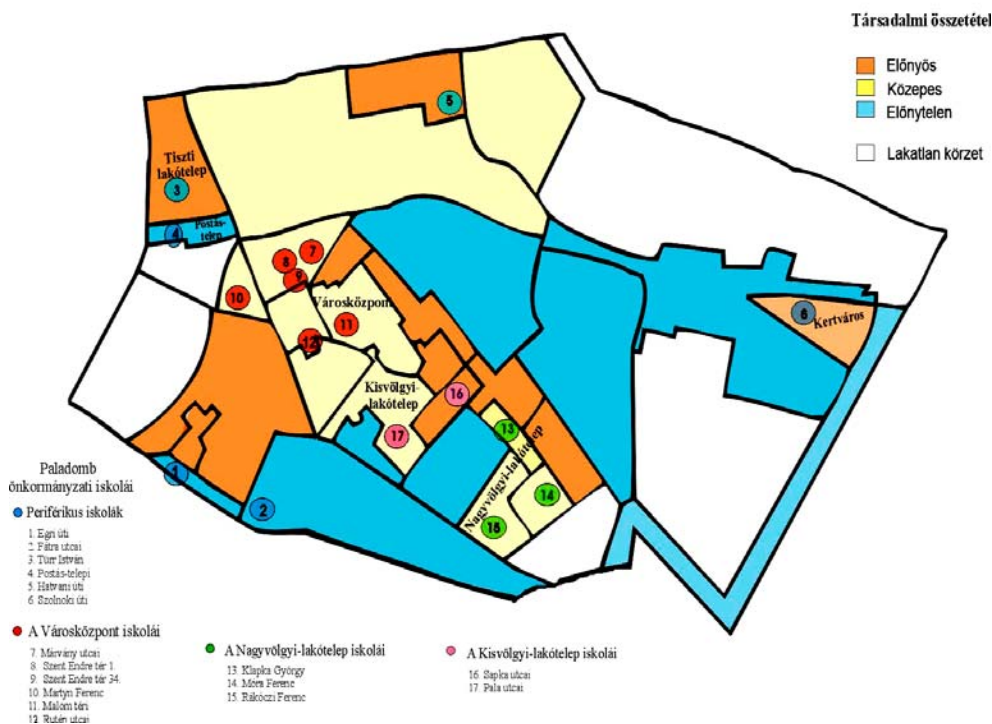 Társadalmi összetétel
Előnyös
Közepes
Előnytelen
Lakatlan körzet
5
Tiszti
lakótelep
3
Postás-
telep
4
7
8
9
10
Városközpont
11
12
6
Kertváros
Kisvölgyi-
lakótelep
16
17
13
Nagyvölgyi-lakótelep
14
15
1
2
Paladomb
önkormányzati iskolái
Periférikus iskolák
1. Egri úti
2. Fátra utcai
3. Türr István
4. Postás-telepi
5. Hatvani úti
6. Szolnoki úti
A Városközpont iskolái
7. Márvány utcai
8. Szent Endre tér 1.
9. Szent Endre tér 34.
10. Martyn Ferenc
11. Malom téri
12. Rutén utcai
A Nagyvölgyi-lakótelep iskolái
13. Klapka György
14. Móra Ferenc
15. Rákóczi Ferenc
A Kisvölgyi-lakótelep iskolái
16. Sapka utcai
17. Pala utcai